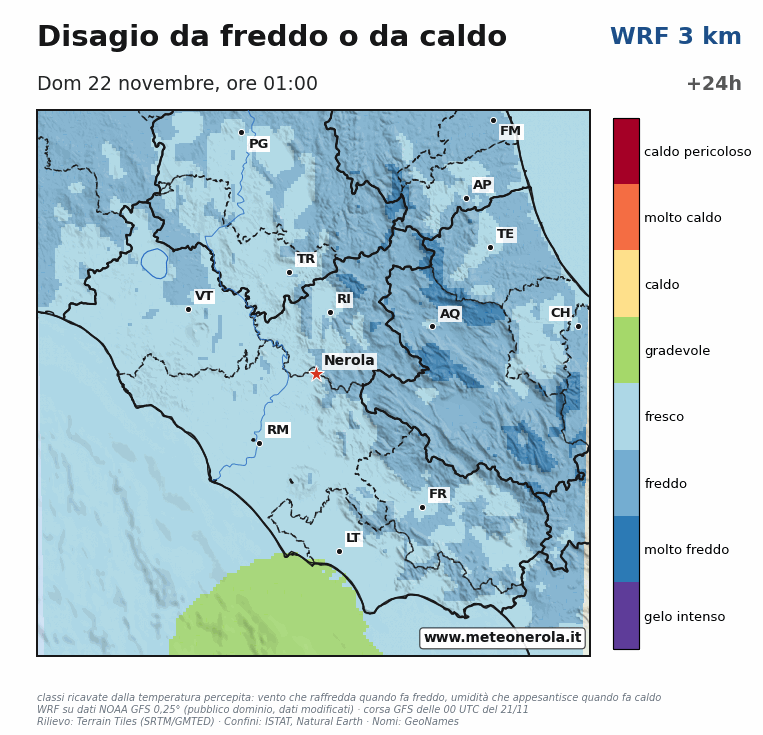 Disagio da freddo o da caldo
WRF 3 km
Dom 22 novembre, ore 01:00
+24h
FM
PG
AP
TE
TR
VT
RI
AQ
CH
Nerola
RM
FR
LT
www.meteonerola.it
caldo pericoloso
molto caldo
caldo
gradevole
fresco
freddo
molto freddo
gelo intenso
classi ricavate dalla temperatura percepita: vento che raffredda quando fa freddo, umidità che appesantisce quando fa caldo
WRF su dati NOAA GFS 0,25° (pubblico dominio, dati modificati) · corsa GFS delle 00 UTC del 21/11
Rilievo: Terrain Tiles (SRTM/GMTED) · Confini: ISTAT, Natural Earth · Nomi: GeoNames